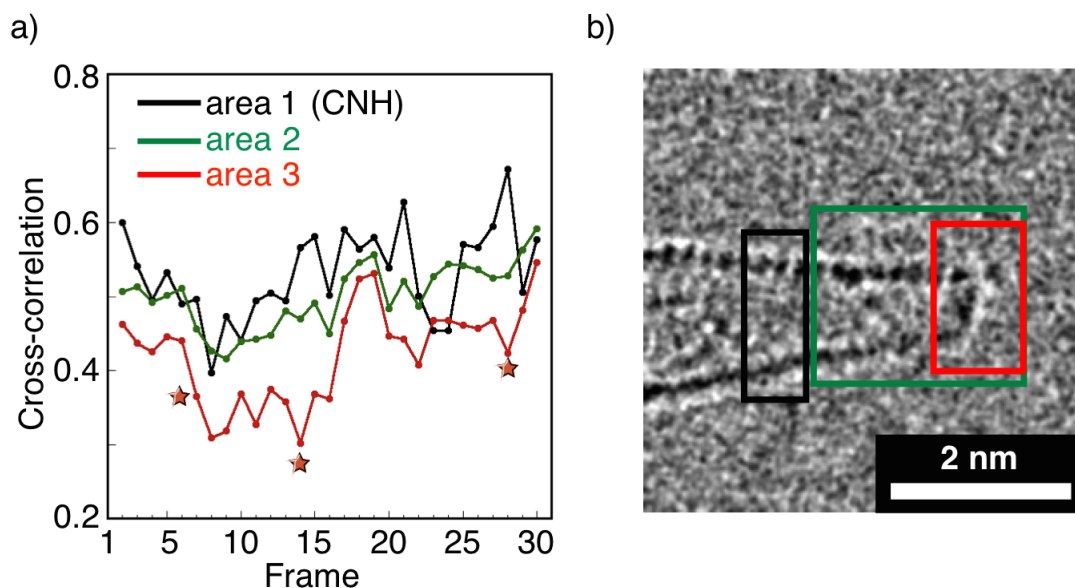 a)
b)
0.8
area 1 (CNH)
area 2
area 3
0.6
0.4
0.2
Cross-correlation
1
5
10
15
20
25
30
Frame
2 nm